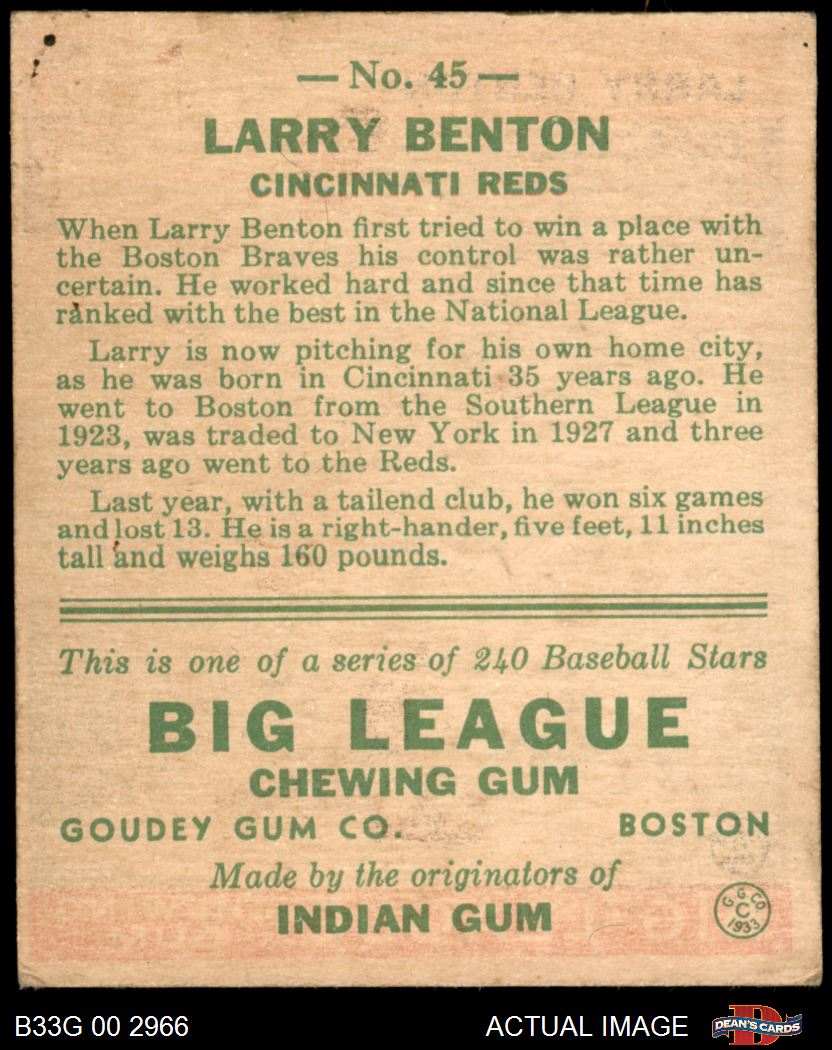 — No. 45 —
LARRY BENTON
CINCINNATI REDS
When Larry Benton first tried to win a place with
the Boston Braves his control was rather un-
certain. He worked hard and since that time has
ranked with the best in the National League.
Larry is now pitching for his own home city,
as he was born in Cincinnati 35 years ago. He
went to Boston from the Southern League in
1923, was traded to New York in 1927 and three
years ago went to the Reds.
Last year, with a tailend club, he won six games
and lost 13. He is a right-hander, five feet, 11 inches
tall and weighs 160 pounds.
This is one of a series of 240 Baseball Stars
BIG LEAGUE
CHEWING GUM
GOUDEY GUM CO. BOSTON
Made by the originators of
INDIAN GUM
G. G. CO.
C
1933
B33G 00 2966 ACTUAL IMAGE D DEAN'S CARDS